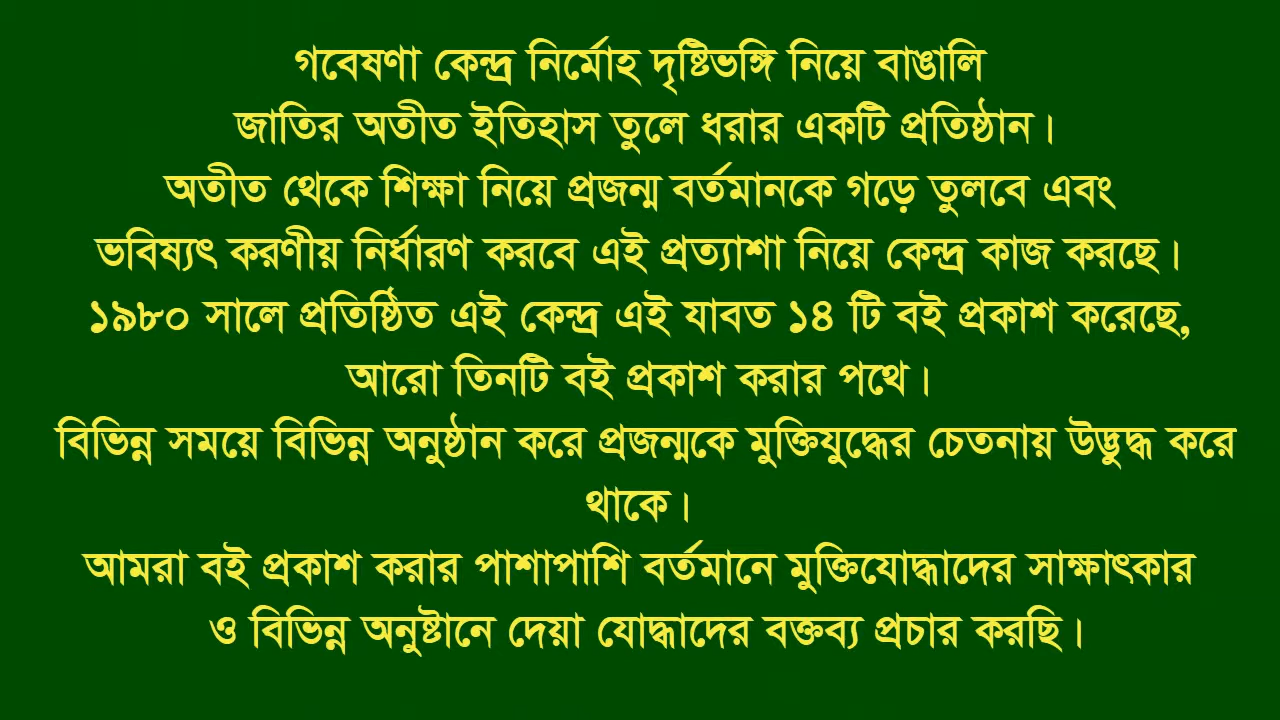 গবেষণা কেন্দ্র নির্মোহ দৃষ্টিভঙ্গি নিয়ে বাঙালি
জাতির অতীত ইতিহাস তুলে ধরার একটি প্রতিষ্ঠান।
অতীত থেকে শিক্ষা নিয়ে প্রজন্ম বর্তমানকে গড়ে তুলবে এবং
ভবিষ্যৎ করণীয় নির্ধারণ করবে এই প্রত্যাশা নিয়ে কেন্দ্র কাজ করছে।
১৯৮০ সালে প্রতিষ্ঠিত এই কেন্দ্র এই যাবত ১৪ টি বই প্রকাশ করেছে,
আরো তিনটি বই প্রকাশ করার পথে।
বিভিন্ন সময়ে বিভিন্ন অনুষ্ঠান করে প্রজন্মকে মুক্তিযুদ্ধের চেতনায় উদ্ভুদ্ধ করে
থাকে।
আমরা বই প্রকাশ করার পাশাপাশি বর্তমানে মুক্তিযোদ্ধাদের সাক্ষাৎকার
ও বিভিন্ন অনুষ্টানে দেয়া যোদ্ধাদের বক্তব্য প্রচার করছি।